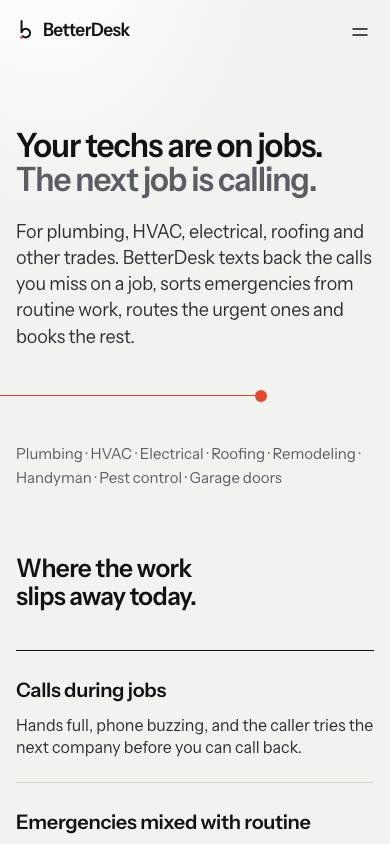 BetterDesk
Your techs are on jobs.
The next job is calling.
For plumbing, HVAC, electrical, roofing and
other trades. BetterDesk texts back the calls
you miss on a job, sorts emergencies from
routine work, routes the urgent ones and
books the rest.
Plumbing · HVAC · Electrical · Roofing · Remodeling ·
Handyman · Pest control · Garage doors
Where the work
slips away today.
Calls during jobs
Hands full, phone buzzing, and the caller tries the
next company before you can call back.
Emergencies mixed with routine